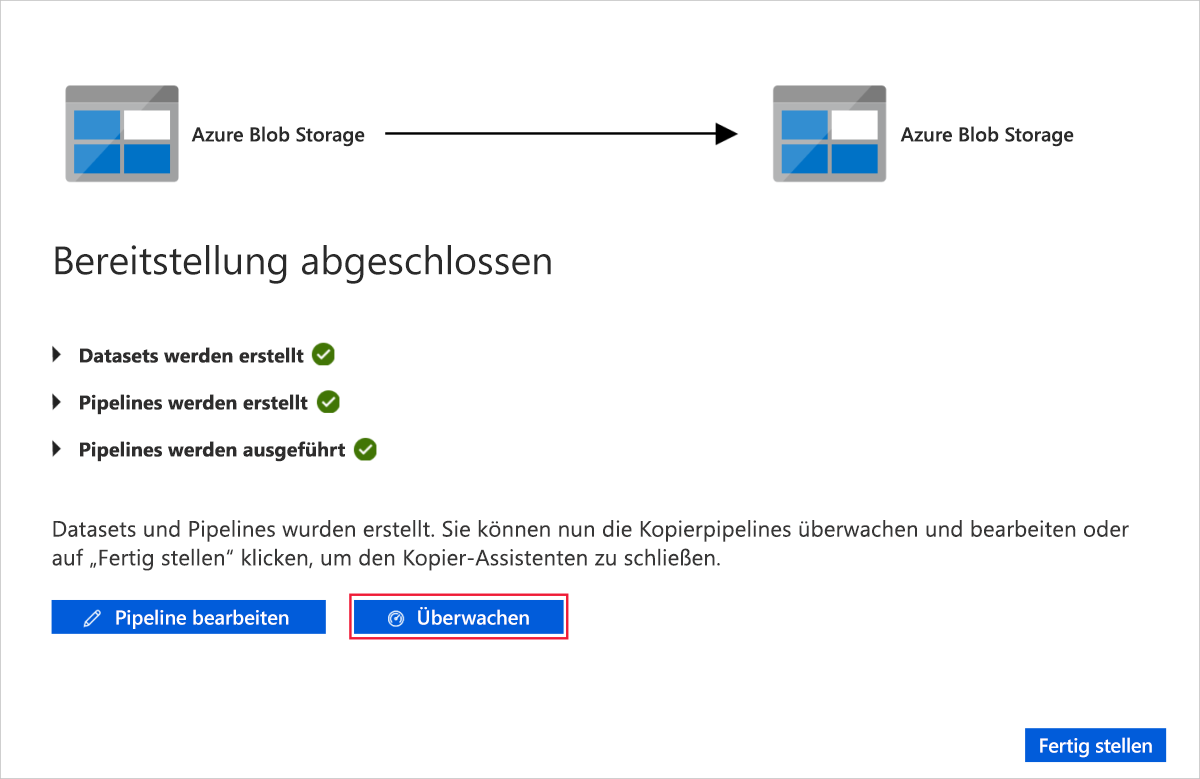 Azure Blob Storage
Azure Blob Storage
Bereitstellung abgeschlossen
Datasets werden erstellt
Pipelines werden erstellt
Pipelines werden ausgeführt
Datasets und Pipelines wurden erstellt. Sie können nun die Kopierpipelines überwachen und bearbeiten oder
auf „Fertig stellen“ klicken, um den Kopier-Assistenten zu schließen.
Pipeline bearbeiten
Überwachen
Fertig stellen